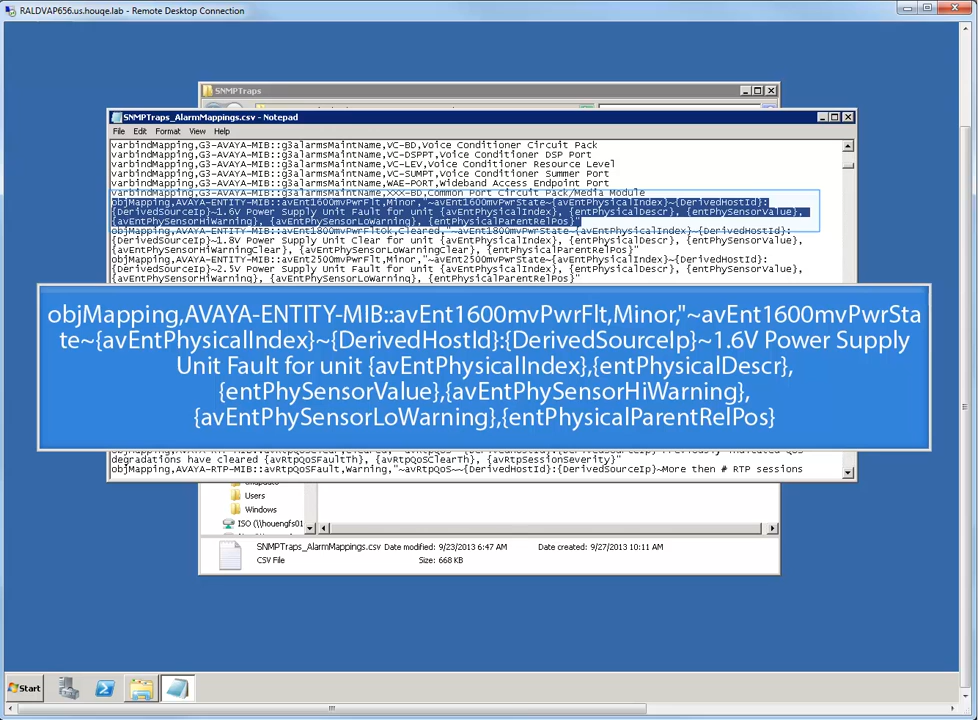 RALDVAP656.us.houqe.lab - Remote Desktop Connection
SNMPTraps
SNMPTraps_AlarmMappings.csv - Notepad
File Edit Format View Help
varbindMapping,G3-AVAYA-MIB::g3alarmsMaintName,VC-BD,Voice Conditioner Circuit Pack
varbindMapping,G3-AVAYA-MIB::g3alarmsMaintName,VC-DSPPT,Voice Conditioner DSP Port
varbindMapping,G3-AVAYA-MIB::g3alarmsMaintName,VC-LEV,Voice Conditioner Resource Level
varbindMapping,G3-AVAYA-MIB::g3alarmsMaintName,VC-SUMPT,Voice Conditioner Summer Port
varbindMapping,G3-AVAYA-MIB::g3alarmsMaintName,WAE-PORT,Wideband Access Endpoint Port
varbindMapping,G3-AVAYA-MIB::g3alarmsMaintName,XXX-BD,Common Port Circuit Pack/Media Module
objMapping,AVAYA-ENTITY-MIB::avEnt1600mvPwrFlt,Minor,"~avEnt1600mvPwrState~{avEntPhysicalIndex}~{DerivedHostId}:
{DerivedSourceIp}~1.6V Power Supply Unit Fault for unit {avEntPhysicalIndex}, {entPhysicalDescr}, {entPhySensorValue},
{avEntPhySensorHiWarning}, {avEntPhySensorLoWarning}, {entPhysicalParentRelPos}"
objMapping,AVAYA-ENTITY-MIB::avEnt1800mvPwrFltOk,Cleared,"~avEnt1800mvPwrState~{avEntPhysicalIndex}~{DerivedHostId}:
{DerivedSourceIp}~1.8V Power Supply Unit Clear for unit {avEntPhysicalIndex}, {entPhysicalDescr}, {entPhySensorValue},
{avEntPhySensorHiWarningClear}, {avEntPhySensorLoWarningClear}, {entPhysicalParentRelPos}"
objMapping,AVAYA-ENTITY-MIB::avEnt2500mvPwrFlt,Minor,"~avEnt2500mvPwrState~{avEntPhysicalIndex}~{DerivedHostId}:
{DerivedSourceIp}~2.5V Power Supply Unit Fault for unit {avEntPhysicalIndex}, {entPhysicalDescr}, {entPhySensorValue},
{avEntPhySensorHiWarning}, {avEntPhySensorLoWarning}, {entPhysicalParentRelPos}"
objMapping,AVAYA-ENTITY-MIB::avEnt1600mvPwrFlt,Minor,"~avEnt1600mvPwrSta
te~{avEntPhysicalIndex}~{DerivedHostId}:{DerivedSourceIp}~1.6V Power Supply
Unit Fault for unit {avEntPhysicalIndex},{entPhysicalDescr},
{entPhySensorValue},{avEntPhySensorHiWarning},
{avEntPhySensorLoWarning},{entPhysicalParentRelPos}
degradations have cleared {avRtpQoSFaultTh}, {avRtpQoSClearTh}, {avRtpSessionSeverity}"
objMapping,AVAYA-RTP-MIB::avRtpQoSFault,Warning,"~avRtpQoS~~{DerivedHostId}:{DerivedSourceIp}~More then # RTP sessions
Users
Windows
ISO (\\houengfs01
SNMPTraps_AlarmMappings.csv Date modified: 9/23/2013 6:47 AM Date created: 9/27/2013 10:11 AM
CSV File Size: 668 KB
Start